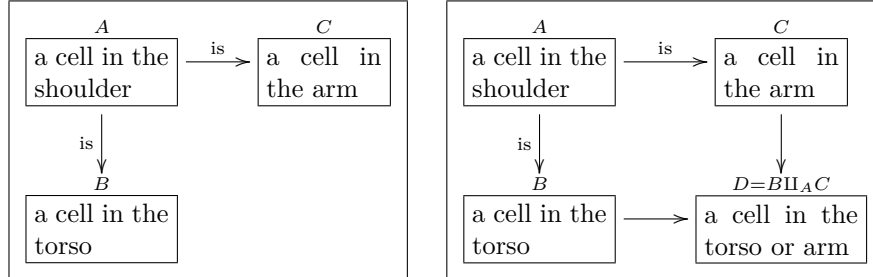 A
a cell in the
shoulder
is
C
a cell in
the arm
is
B
a cell in the
torso
A
a cell in the
shoulder
is
C
a cell in
the arm
is
B
a cell in the
torso
D=B⨿_A C
a cell in the
torso or arm